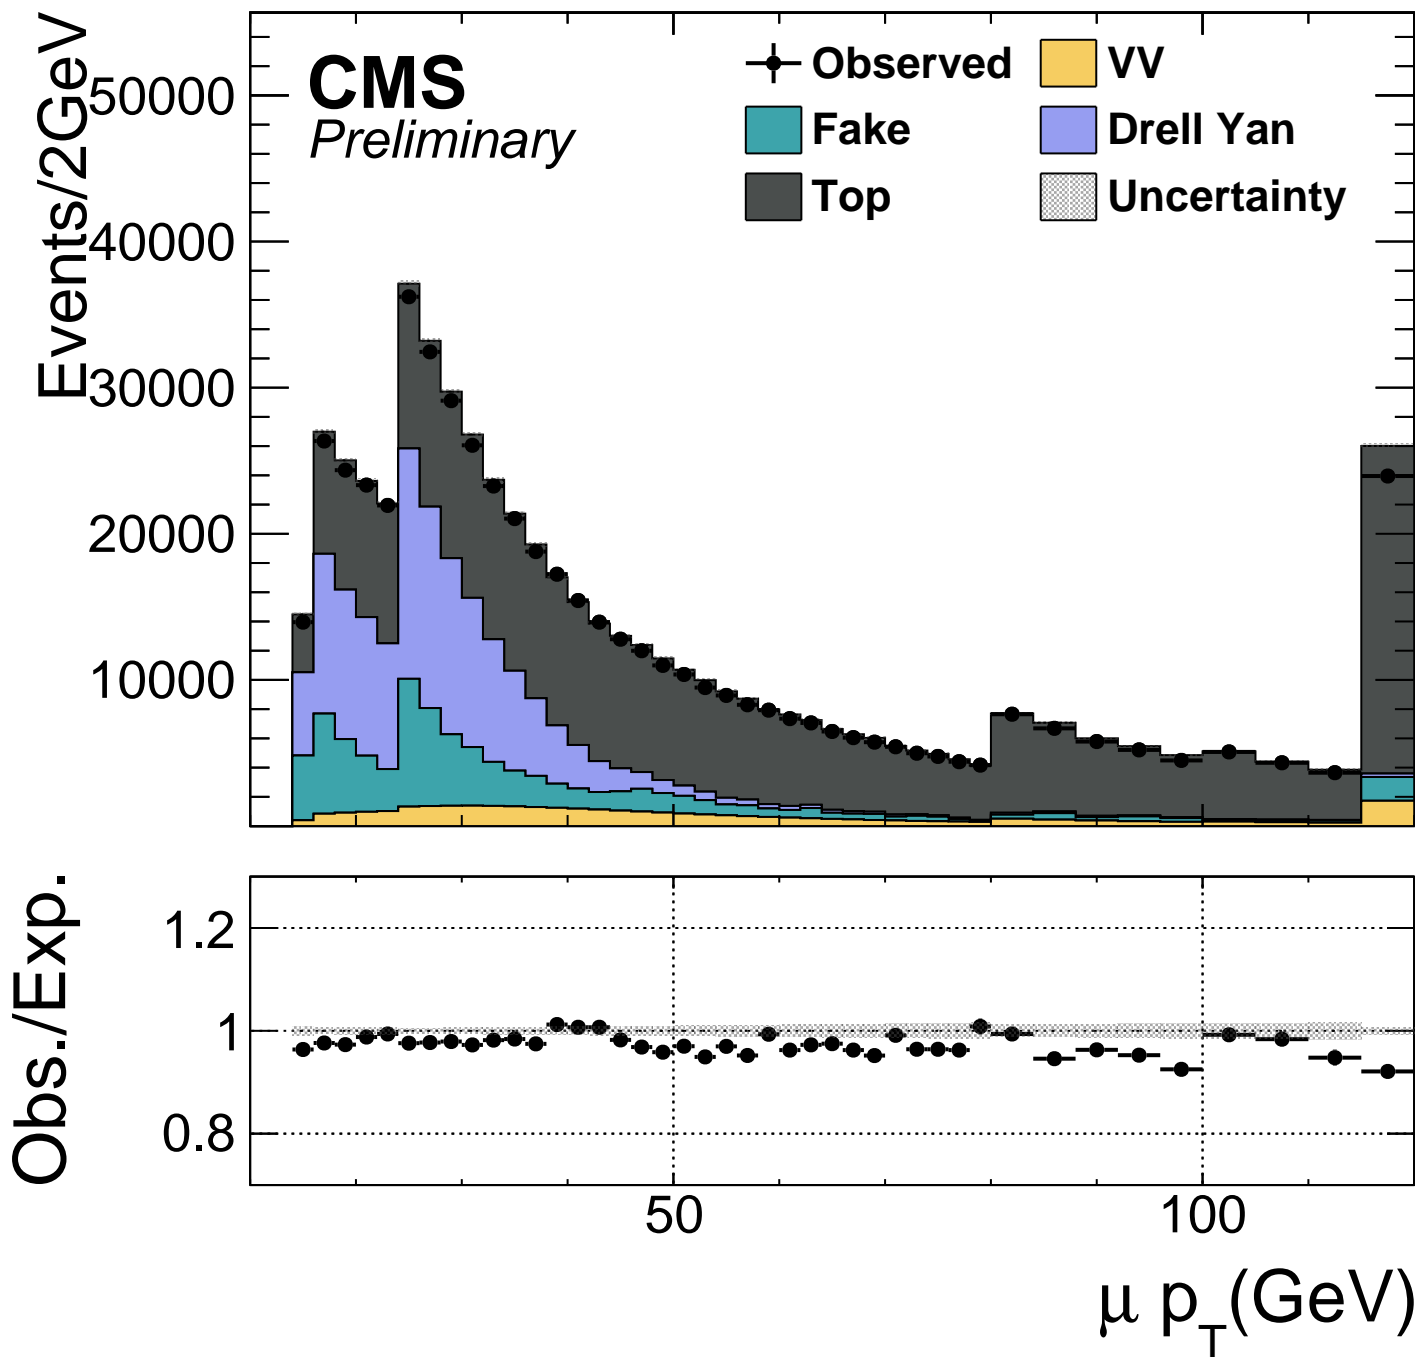 CMS
Preliminary
Observed
VV
Fake
Drell Yan
Top
Uncertainty
Events/2GeV
50000
40000
30000
20000
10000
Obs./Exp.
1.2
1
0.8
50
100
μ p_T(GeV)